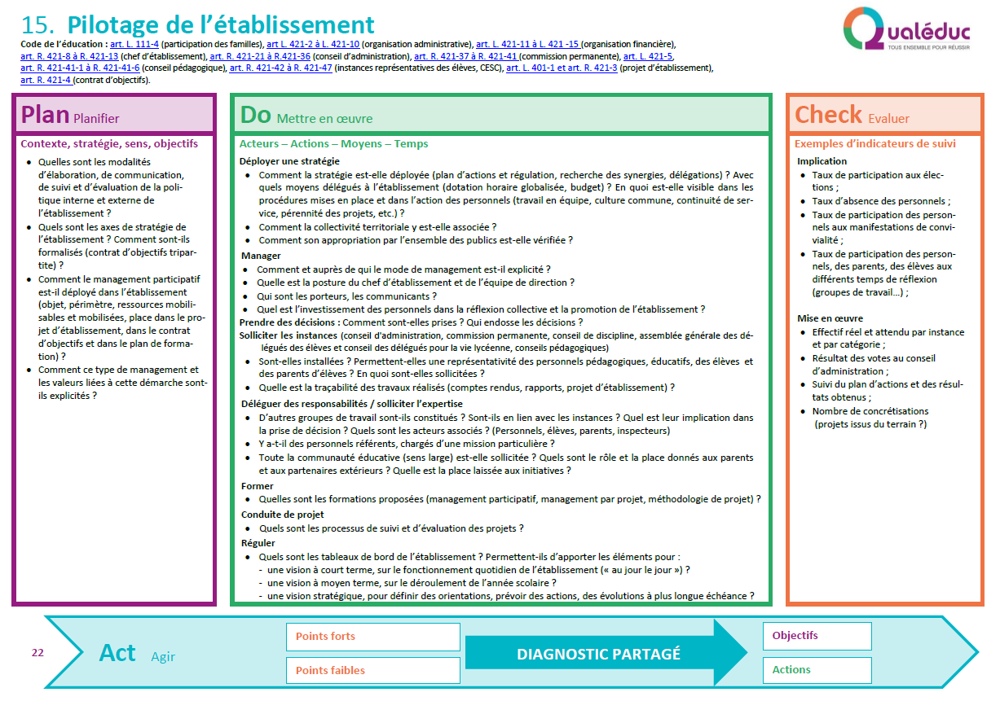 15. Pilotage de l’établissement
Qualéduc
TOUS ENSEMBLE POUR RÉUSSIR
Code de l’éducation : art. L. 111-4 (participation des familles), art L. 421-2 à L. 421-10 (organisation administrative), art. L. 421-11 à L. 421 -15 (organisation financière),
art. R. 421-8 à R. 421-13 (chef d’établissement), art. R. 421-21 à R.421-36 (conseil d’administration), art. R. 421-37 à R. 421-41 (commission permanente), art. L. 421-5,
art. R. 421-41-1 à R. 421-41-6 (conseil pédagogique), art. R. 421-42 à R. 421-47 (instances représentatives des élèves, CESC), art. L. 401-1 et art. R. 421-3 (projet d’établissement),
art. R. 421-4 (contrat d’objectifs).
Plan Planifier
Contexte, stratégie, sens, objectifs
• Quelles sont les modalités
d’élaboration, de communication,
de suivi et d’évaluation de la poli-
tique interne et externe de
l’établissement ?
• Quels sont les axes de stratégie de
l’établissement ? Comment sont-ils
formalisés (contrat d’objectifs tripar-
tite) ?
• Comment le management participatif
est-il déployé dans l’établissement
(objet, périmètre, ressources mobili-
sables et mobilisées, place dans le pro-
jet d’établissement, dans le contrat
d’objectifs et dans le plan de forma-
tion) ?
• Comment ce type de management et
les valeurs liées à cette démarche sont-
ils explicités ?
Do Mettre en œuvre
Acteurs – Actions – Moyens – Temps
Déployer une stratégie
• Comment la stratégie est-elle déployée (plan d’actions et régulation, recherche des synergies, délégations) ? Avec
quels moyens délégués à l’établissement (dotation horaire globalisée, budget) ? En quoi est-elle visible dans les
procédures mises en place et dans l’action des personnels (travail en équipe, culture commune, continuité de ser-
vice, pérennité des projets, etc.) ?
• Comment la collectivité territoriale y est-elle associée ?
• Comment son appropriation par l’ensemble des publics est-elle vérifiée ?
Manager
• Comment et auprès de qui le mode de management est-il explicité ?
• Quelle est la posture du chef d’établissement et de l’équipe de direction ?
• Qui sont les porteurs, les communicants ?
• Quel est l’investissement des personnels dans la réflexion collective et la promotion de l’établissement ?
Prendre des décisions : Comment sont-elles prises ? Qui endosse les décisions ?
Solliciter les instances (conseil d'administration, commission permanente, conseil de discipline, assemblée générale des dé-
légués des élèves et conseil des délégués pour la vie lycéenne, conseils pédagogiques)
• Sont-elles installées ? Permettent-elles une représentativité des personnels pédagogiques, éducatifs, des élèves et
des parents d’élèves ? En quoi sont-elles sollicitées ?
• Quelle est la traçabilité des travaux réalisés (comptes rendus, rapports, projet d’établissement) ?
Déléguer des responsabilités / solliciter l’expertise
• D’autres groupes de travail sont-ils constitués ? Sont-ils en lien avec les instances ? Quel est leur implication dans
la prise de décision ? Quels sont les acteurs associés ? (Personnels, élèves, parents, inspecteurs)
• Y a-t-il des personnels référents, chargés d’une mission particulière ?
• Toute la communauté éducative (sens large) est-elle sollicitée ? Quels sont le rôle et la place donnés aux parents
et aux partenaires extérieurs ? Quelle est la place laissée aux initiatives ?
Former
• Quelles sont les formations proposées (management participatif, management par projet, méthodologie de projet) ?
Conduite de projet
• Quels sont les processus de suivi et d’évaluation des projets ?
Réguler
• Quels sont les tableaux de bord de l’établissement ? Permettent-ils d’apporter les éléments pour :
- une vision à court terme, sur le fonctionnement quotidien de l’établissement (« au jour le jour ») ?
- une vision à moyen terme, sur le déroulement de l’année scolaire ?
- une vision stratégique, pour définir des orientations, prévoir des actions, des évolutions à plus longue échéance ?
Check Evaluer
Exemples d’indicateurs de suivi
Implication
• Taux de participation aux élec-
tions ;
• Taux d’absence des personnels ;
• Taux de participation des person-
nels aux manifestations de convi-
vialité ;
• Taux de participation des person-
nels, des parents, des élèves aux
différents temps de réflexion
(groupes de travail…) ;
Mise en œuvre
• Effectif réel et attendu par instance
et par catégorie ;
• Résultat des votes au conseil
d’administration ;
• Suivi du plan d’actions et des résul-
tats obtenus ;
• Nombre de concrétisations
(projets issus du terrain ?)
22
Act Agir
Points forts
Points faibles
DIAGNOSTIC PARTAGÉ
Objectifs
Actions